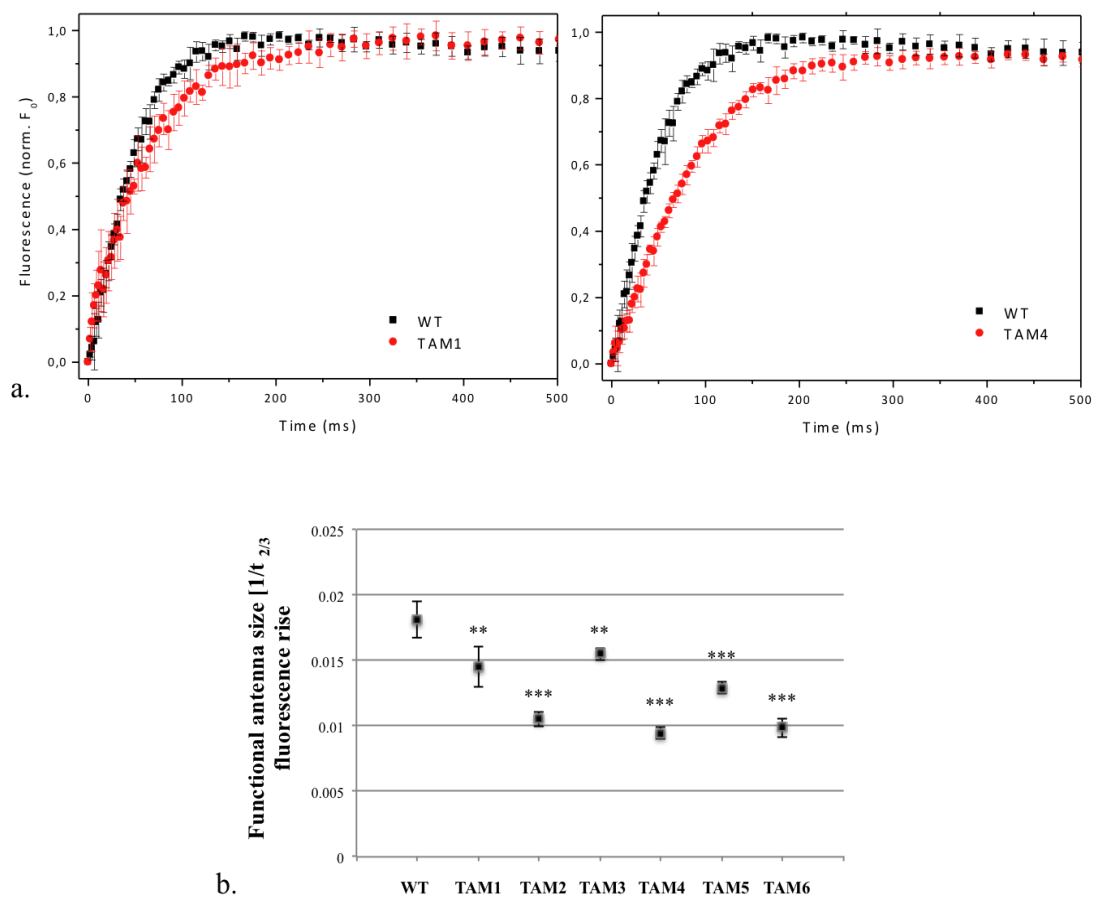 1,0
0,8
0,6
0,4
0,2
0,0
Fluorescence (norm. F0)
WT
TAM1
0 100 200 300 400 500
Time (ms)
1,0
0,8
0,6
0,4
0,2
0,0
WT
TAM4
0 100 200 300 400 500
Time (ms)
a.
Functional antenna size [1/t 2/3
fluorescence rise
0.025
0.02
0.015
0.01
0.005
0
** *** ** *** *** ***
WT TAM1 TAM2 TAM3 TAM4 TAM5 TAM6
b.